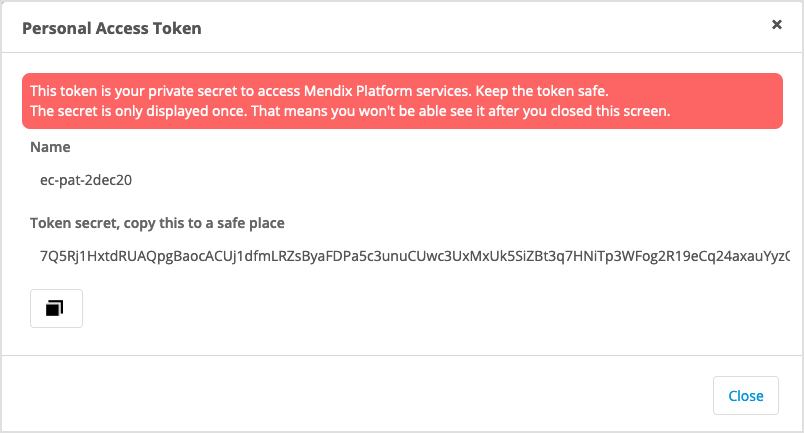 Personal Access Token
×
This token is your private secret to access Mendix Platform services. Keep the token safe.
The secret is only displayed once. That means you won't be able see it after you closed this screen.
Name
ec-pat-2dec20
Token secret, copy this to a safe place
7Q5Rj1HxtdRUAQpgBaocACUj1dfmLRZsByaFDPa5c3unuCUwc3UxMxUk5SiZBt3q7HNiTp3WFog2R19eCq24axauYyz
Close